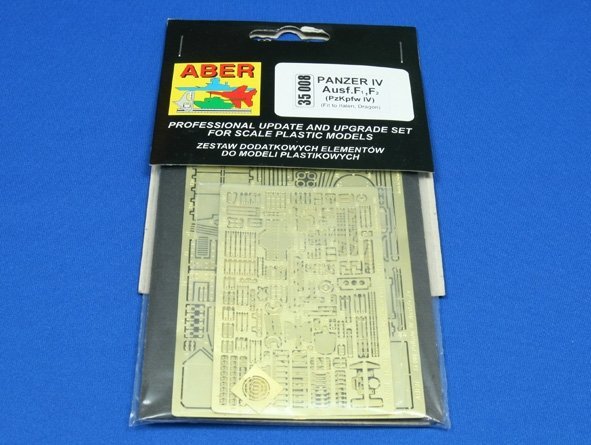 ABER
35 008
PANZER IV
Ausf.F₁,F₂
(PzKpfw IV)
(Fit to Italeri, Dragon)
PROFESSIONAL UPDATE AND UPGRADE SET
FOR SCALE PLASTIC MODELS
ZESTAW DODATKOWYCH ELEMENTÓW
DO MODELI PLASTIKOWYCH